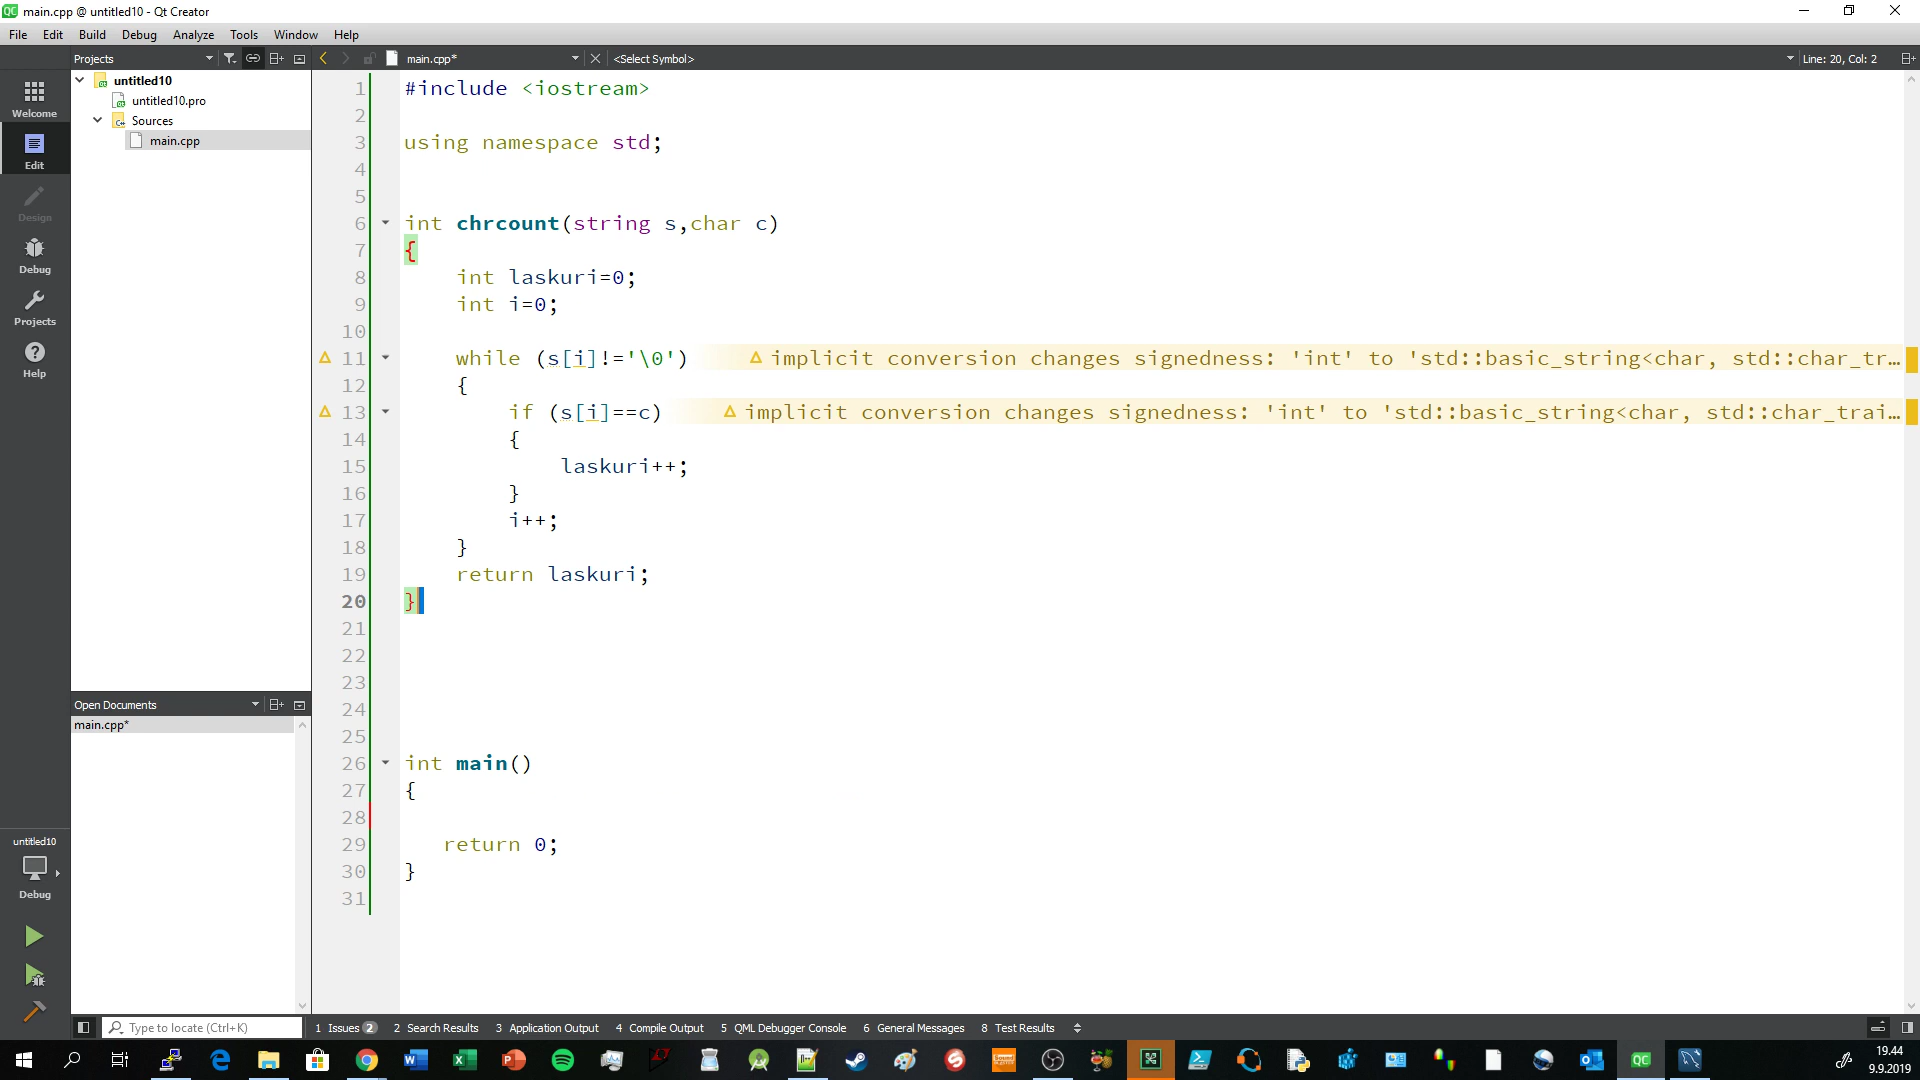 main.cpp @ untitled10 - Qt Creator
File Edit Build Debug Analyze Tools Window Help
Projects main.cpp* <Select Symbol> Line: 20, Col: 2
Welcome
Edit
Design
Debug
Projects
Help
untitled10
untitled10.pro
Sources
main.cpp
Open Documents
main.cpp*
1 #include <iostream>
2
3 using namespace std;
4
5
6 int chrcount(string s,char c)
7 {
8 int laskuri=0;
9 int i=0;
10
11 while (s[i]!='\0') implicit conversion changes signedness: 'int' to 'std::basic_string<char, std::char_tr...
12 {
13 if (s[i]==c) implicit conversion changes signedness: 'int' to 'std::basic_string<char, std::char_trai...
14 {
15 laskuri++;
16 }
17 i++;
18 }
19 return laskuri;
20 }
21
22
23
24
25
26 int main()
27 {
28
29 return 0;
30 }
31
untitled10
Debug
Type to locate (Ctrl+K) 1 Issues 2 2 Search Results 3 Application Output 4 Compile Output 5 QML Debugger Console 6 General Messages 8 Test Results
19.44
9.9.2019